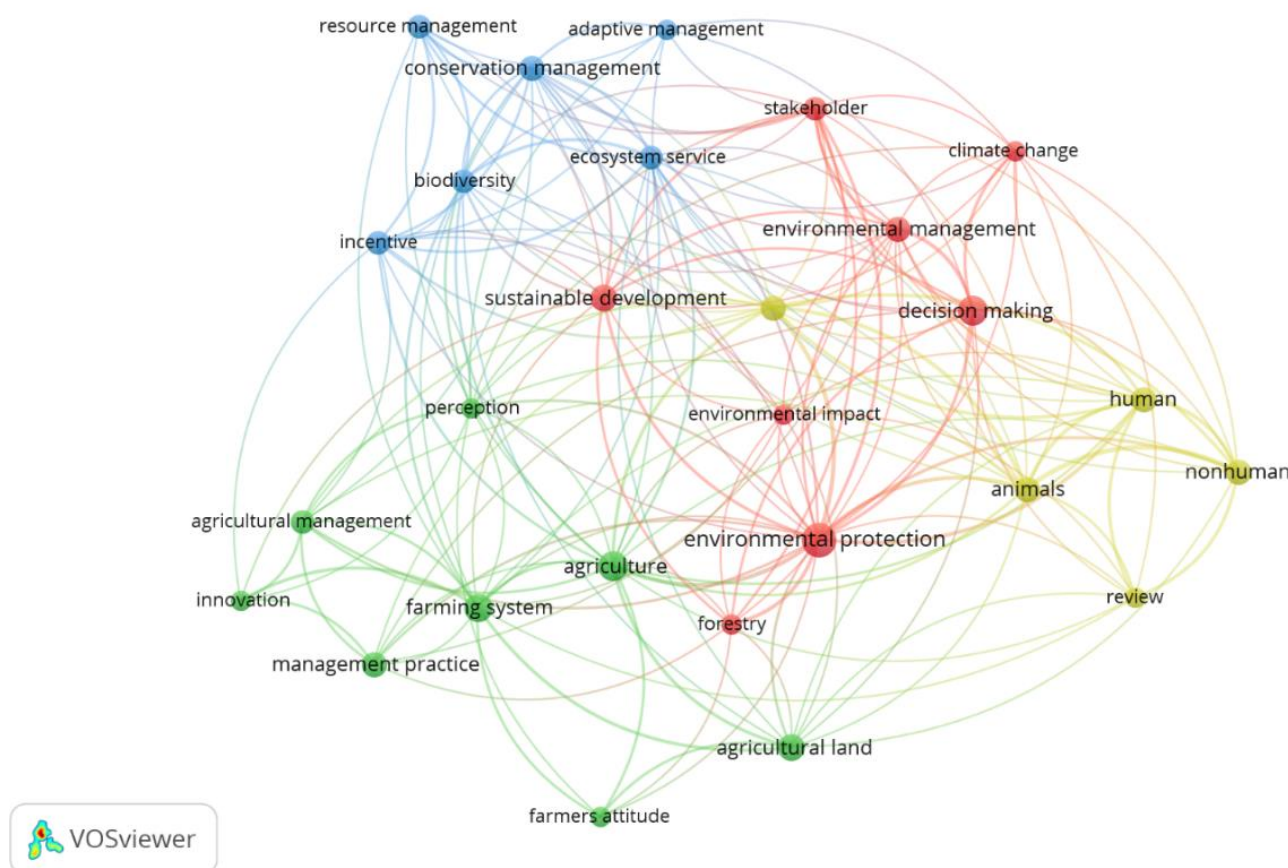 resource management
adaptive management
conservation management
stakeholder
climate change
ecosystem service
biodiversity
environmental management
incentive
sustainable development
decision making
human
perception
environmental impact
nonhuman
animals
agricultural management
environmental protection
agriculture
innovation
farming system
review
forestry
management practice
agricultural land
farmers attitude
VOSviewer